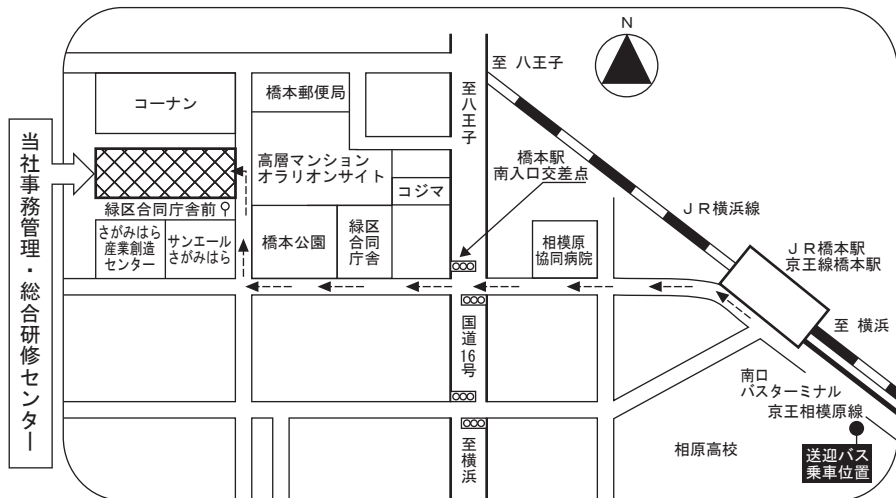 N
至 八王子
コーナン
橋本郵便局
至八王子
当社事務管理・総合研修センター
高層マンション
オラリオンサイト
コジマ
橋本駅
南入口交差点
緑区合同庁舎前
ＪＲ横浜線
さがみはら
産業創造
センター
サンエール
さがみはら
橋本公園
緑区
合同
庁舎
相模原
協同病院
ＪＲ橋本駅
京王線橋本駅
至 横浜
国道16号
南口
バスターミナル
京王相模原線
至横浜
相原高校
送迎バス
乗車位置